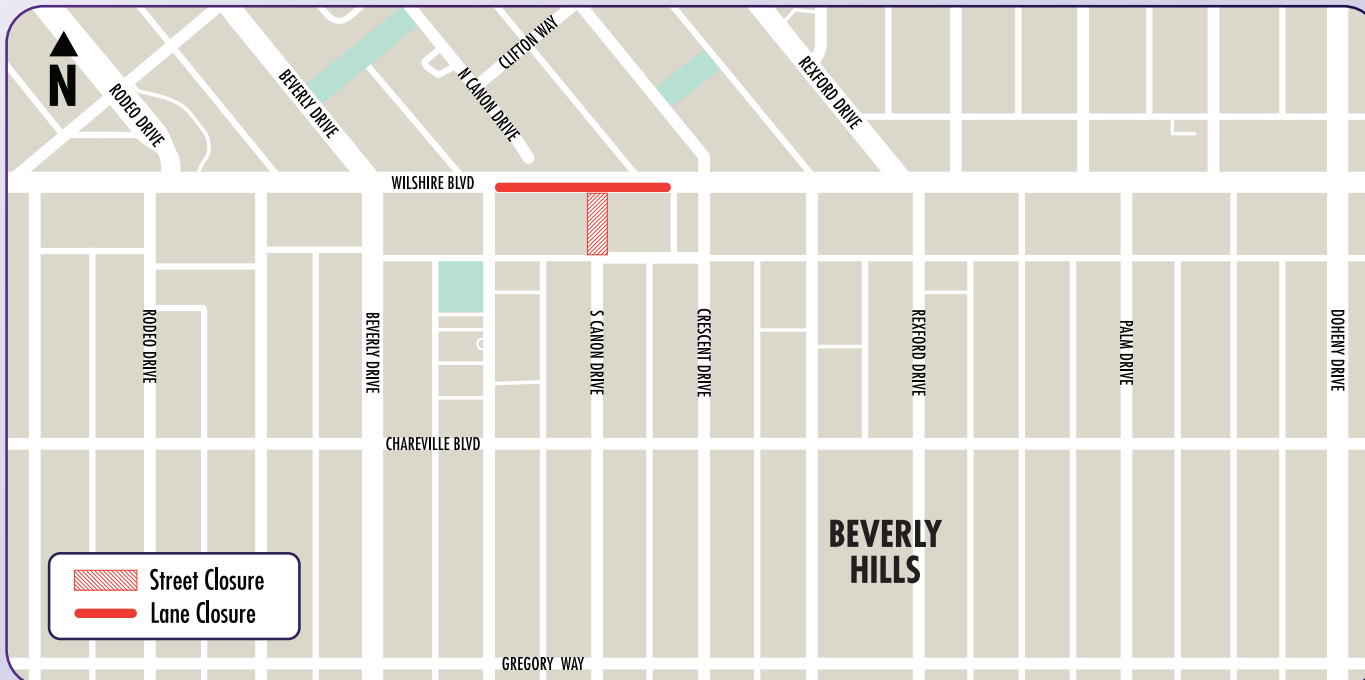 N
RODEO DRIVE
BEVERLY DRIVE
N CANON DRIVE
CLIFTON WAY
REXFORD DRIVE
WILSHIRE BLVD
RODEO DRIVE
BEVERLY DRIVE
S CANON DRIVE
CRESCENT DRIVE
REXFORD DRIVE
PALM DRIVE
DOHENY DRIVE
CHAREVILLE BLVD
BEVERLY
HILLS
Street Closure
Lane Closure
GREGORY WAY